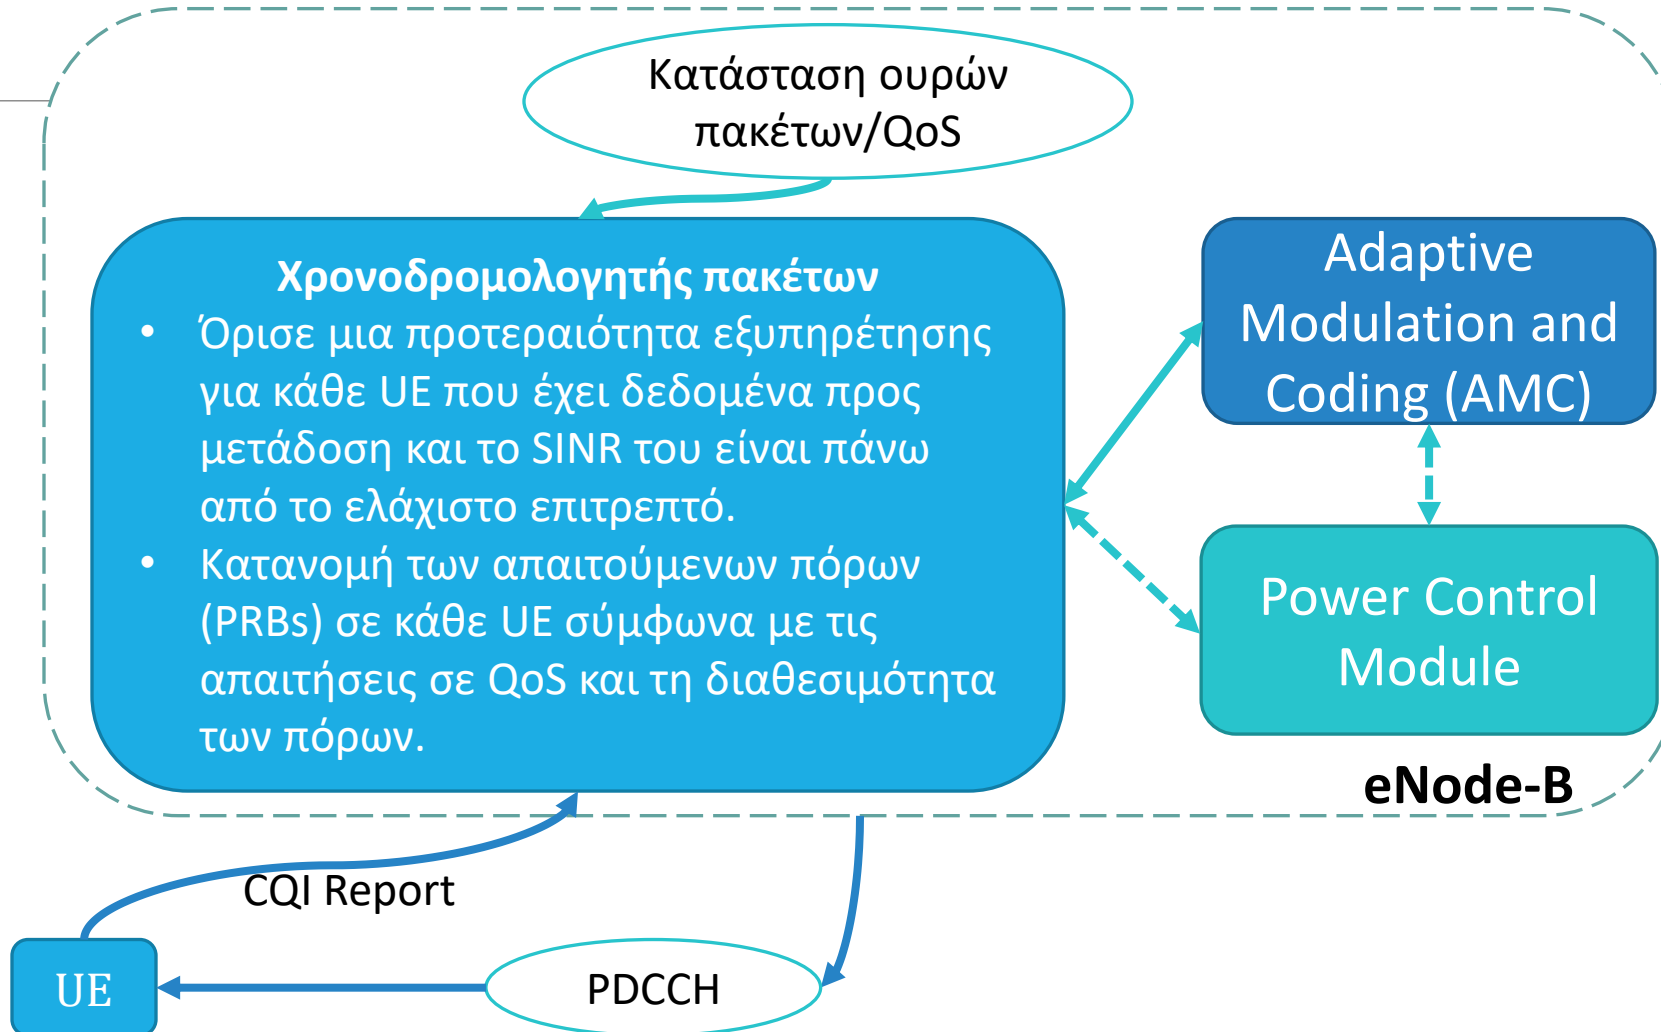 Κατάσταση ουρών
πακέτων/QoS
Χρονοδρομολογητής πακέτων
• Όρισε μια προτεραιότητα εξυπηρέτησης
για κάθε UE που έχει δεδομένα προς
μετάδοση και το SINR του είναι πάνω
από το ελάχιστο επιτρεπτό.
• Κατανομή των απαιτούμενων πόρων
(PRBs) σε κάθε UE σύμφωνα με τις
απαιτήσεις σε QoS και τη διαθεσιμότητα
των πόρων.
Adaptive
Modulation and
Coding (AMC)
Power Control
Module
eNode-B
CQI Report
UE
PDCCH